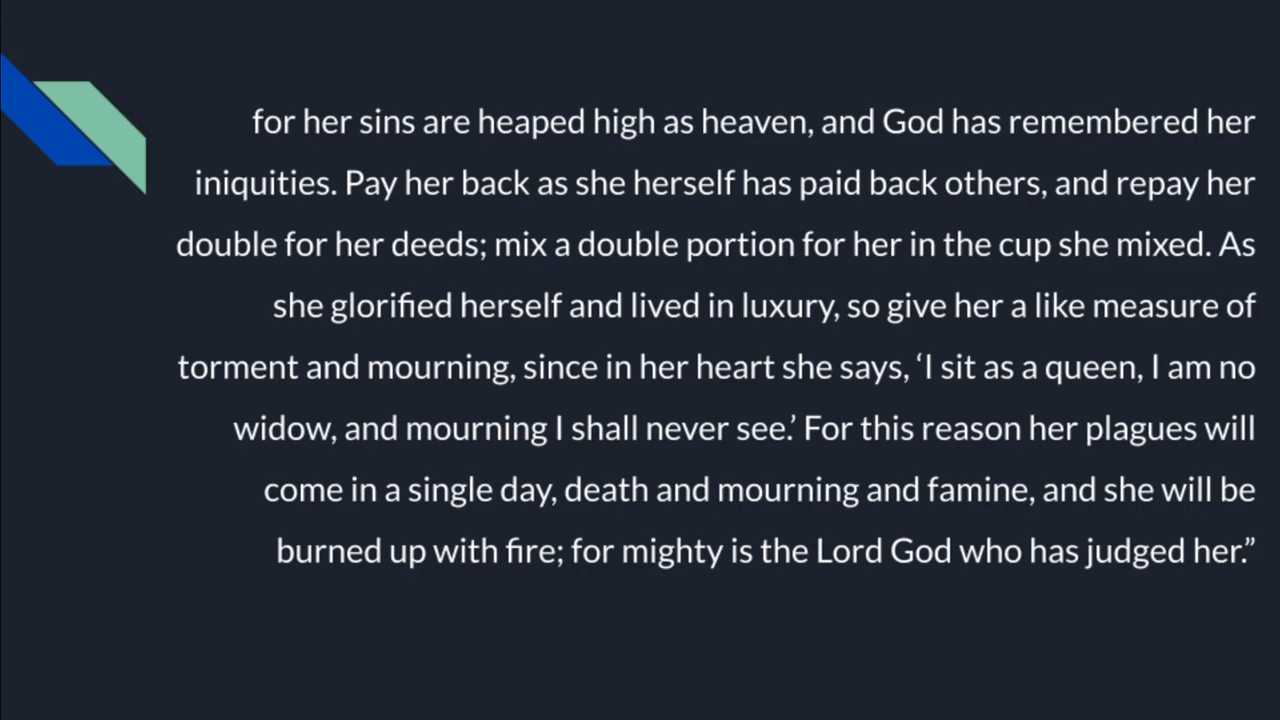 for her sins are heaped high as heaven, and God has remembered her
iniquities. Pay her back as she herself has paid back others, and repay her
double for her deeds; mix a double portion for her in the cup she mixed. As
she glorified herself and lived in luxury, so give her a like measure of
torment and mourning, since in her heart she says, ‘I sit as a queen, I am no
widow, and mourning I shall never see.’ For this reason her plagues will
come in a single day, death and mourning and famine, and she will be
burned up with fire; for mighty is the Lord God who has judged her.”